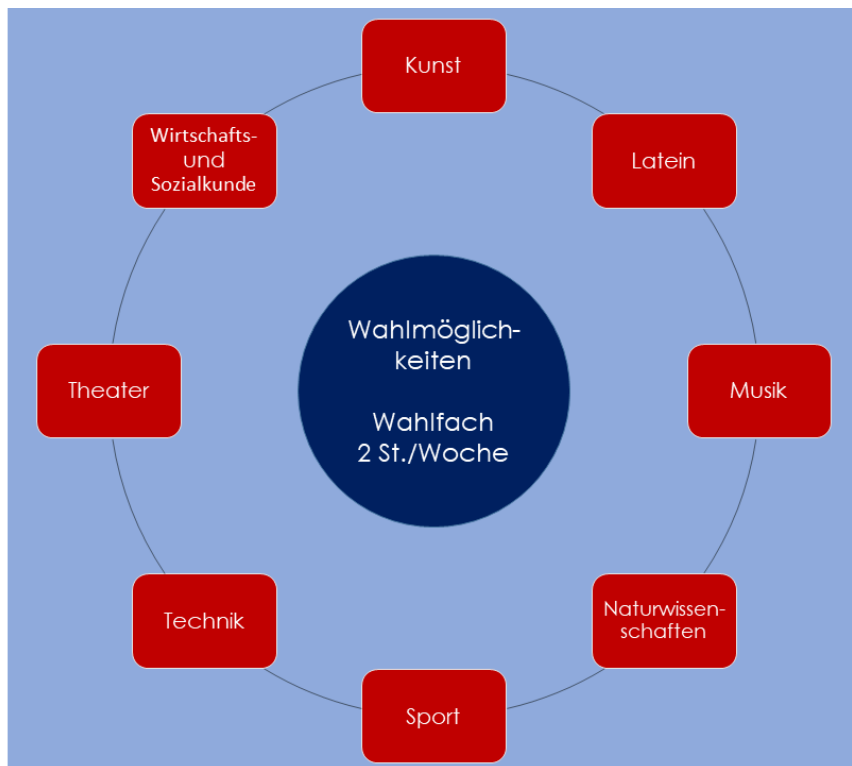 Kunst
Latein
Musik
Naturwissen-
schaften
Sport
Technik
Theater
Wirtschafts-
und
Sozialkunde
Wahlmöglich-
keiten
Wahlfach
2 St./Woche